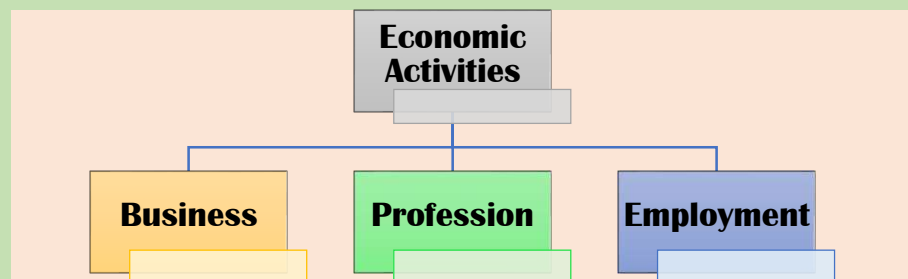 Economic
Activities
Business
Profession
Employment